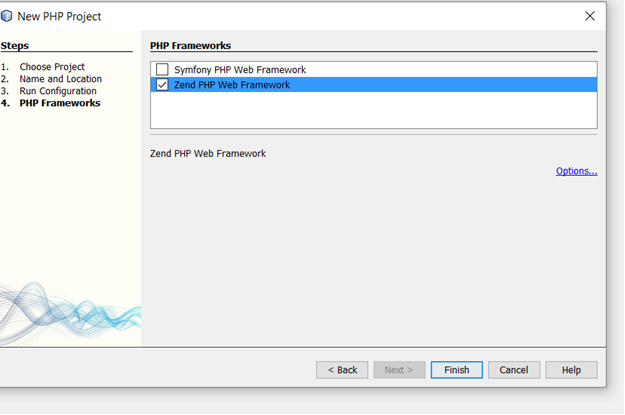 New PHP Project
Steps
1. Choose Project
2. Name and Location
3. Run Configuration
4. PHP Frameworks
PHP Frameworks
Symfony PHP Web Framework
Zend PHP Web Framework
Zend PHP Web Framework
Options...
< Back
Next >
Finish
Cancel
Help